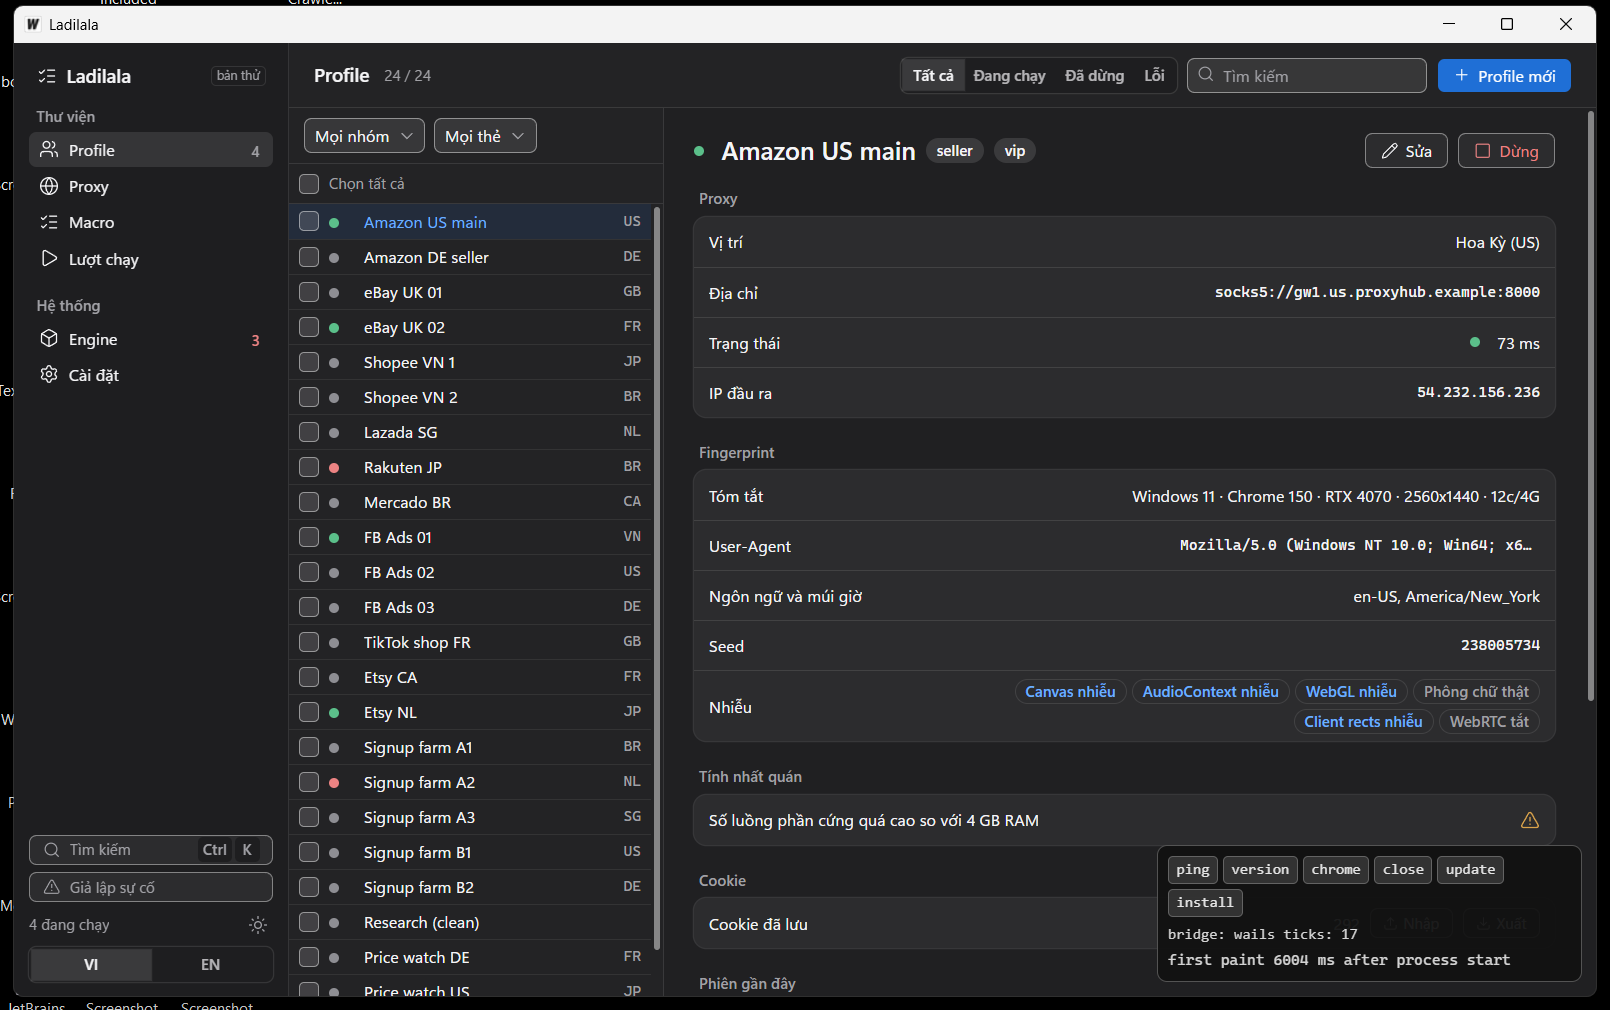 Included
Crawle...
Ladilala
Ladilala
bản thử
Thư viện
Profile 4
Proxy
Macro
Lượt chạy
Hệ thống
Engine 3
Cài đặt
Tìm kiếm Ctrl K
Giả lập sự cố
4 đang chạy
VI EN
Profile 24 / 24
Tất cả Đang chạy Đã dừng Lỗi
Tìm kiếm
Profile mới
Mọi nhóm Mọi thẻ
Chọn tất cả
Amazon US main US
Amazon DE seller DE
eBay UK 01 GB
eBay UK 02 FR
Shopee VN 1 JP
Shopee VN 2 BR
Lazada SG NL
Rakuten JP BR
Mercado BR CA
FB Ads 01 VN
FB Ads 02 US
FB Ads 03 DE
TikTok shop FR GB
Etsy CA FR
Etsy NL JP
Signup farm A1 BR
Signup farm A2 NL
Signup farm A3 SG
Signup farm B1 US
Signup farm B2 DE
Research (clean)
Price watch DE FR
Price watch US JP
Amazon US main seller vip
Sửa Dừng
Proxy
Vị trí Hoa Kỳ (US)
Địa chỉ socks5://gw1.us.proxyhub.example:8000
Trạng thái 73 ms
IP đầu ra 54.232.156.236
Fingerprint
Tóm tắt Windows 11 · Chrome 150 · RTX 4070 · 2560x1440 · 12c/4G
User-Agent Mozilla/5.0 (Windows NT 10.0; Win64; x6…
Ngôn ngữ và múi giờ en-US, America/New_York
Seed 238005734
Nhiễu Canvas nhiễu AudioContext nhiễu WebGL nhiễu Phông chữ thật
Client rects nhiễu WebRTC tắt
Tính nhất quán
Số luồng phần cứng quá cao so với 4 GB RAM
Cookie
Cookie đã lưu 292 Nhập Xuất
Phiên gần đây
ping version chrome close update
install
bridge: wails ticks: 17
first paint 6004 ms after process start
JetBrains Screenshot Screenshot